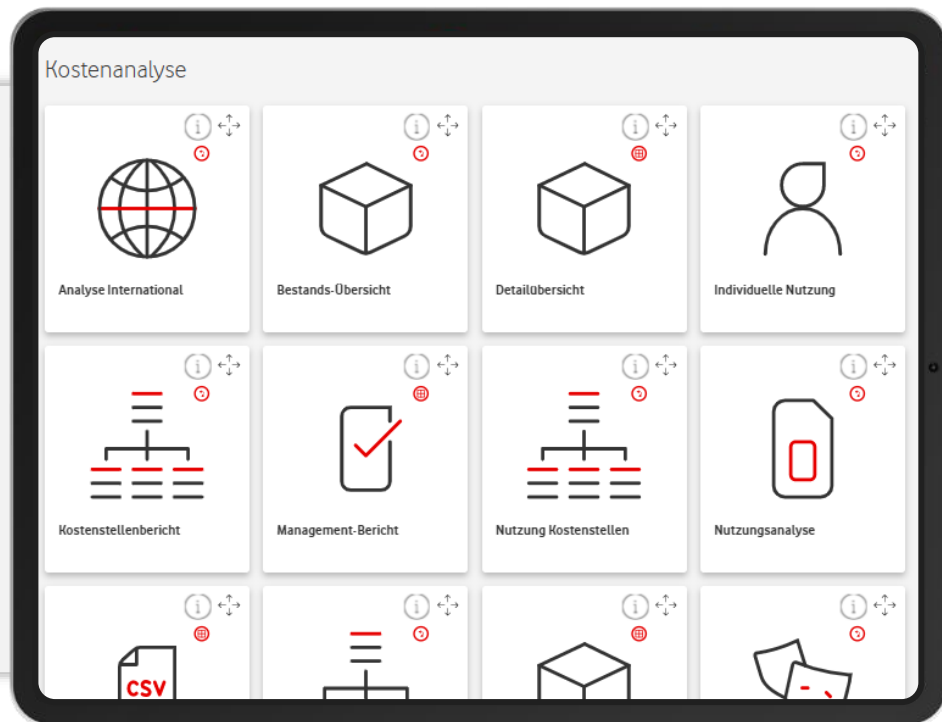 Kostenanalyse
Analyse International
Bestands-Übersicht
Detailübersicht
Individuelle Nutzung
Kostenstellenbericht
Management-Bericht
Nutzung Kostenstellen
Nutzungsanalyse
CSV